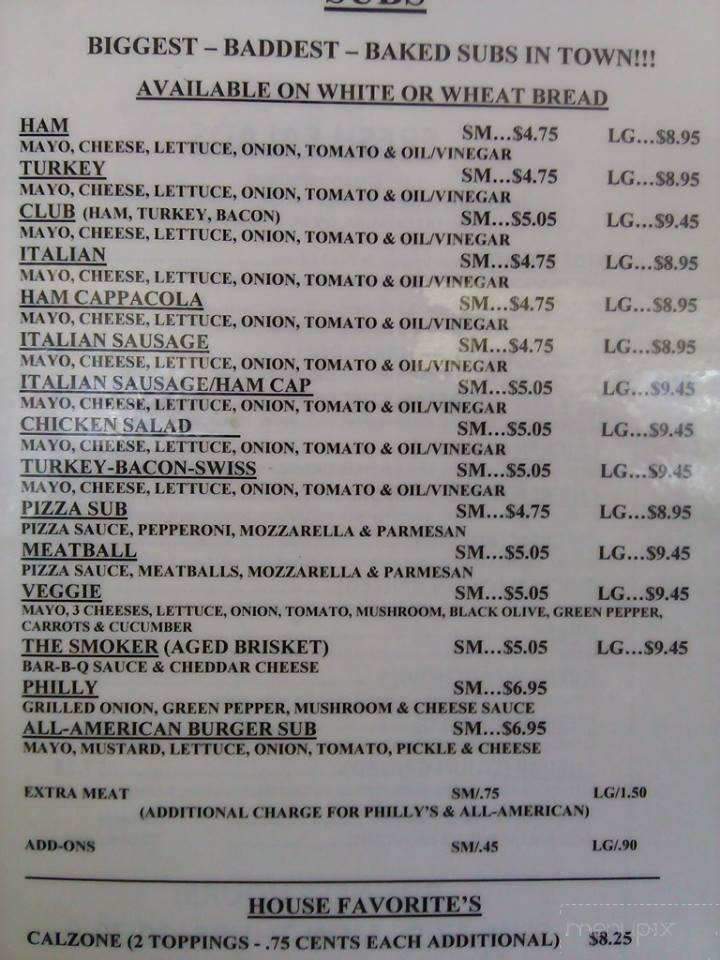 SUBS
BIGGEST – BADDEST – BAKED SUBS IN TOWN!!!
AVAILABLE ON WHITE OR WHEAT BREAD
HAM SM...$4.75 LG...$8.95
MAYO, CHEESE, LETTUCE, ONION, TOMATO & OIL/VINEGAR
TURKEY SM...$4.75 LG...$8.95
MAYO, CHEESE, LETTUCE, ONION, TOMATO & OIL/VINEGAR
CLUB (HAM, TURKEY, BACON) SM...$5.05 LG...$9.45
MAYO, CHEESE, LETTUCE, ONION, TOMATO & OIL/VINEGAR
ITALIAN SM...$4.75 LG...$8.95
MAYO, CHEESE, LETTUCE, ONION, TOMATO & OIL/VINEGAR
HAM CAPPACOLA SM...$4.75 LG...$8.95
MAYO, CHEESE, LETTUCE, ONION, TOMATO & OIL/VINEGAR
ITALIAN SAUSAGE SM...$4.75 LG...$8.95
MAYO, CHEESE, LETTUCE, ONION, TOMATO & OIL/VINEGAR
ITALIAN SAUSAGE/HAM CAP SM...$5.05 LG...$9.45
MAYO, CHEESE, LETTUCE, ONION, TOMATO & OIL/VINEGAR
CHICKEN SALAD SM...$5.05 LG...$9.45
MAYO, CHEESE, LETTUCE, ONION, TOMATO & OIL/VINEGAR
TURKEY-BACON-SWISS SM...$5.05 LG...$9.45
MAYO, CHEESE, LETTUCE, ONION, TOMATO & OIL/VINEGAR
PIZZA SUB SM...$4.75 LG...$8.95
PIZZA SAUCE, PEPPERONI, MOZZARELLA & PARMESAN
MEATBALL SM...$5.05 LG...$9.45
PIZZA SAUCE, MEATBALLS, MOZZARELLA & PARMESAN
VEGGIE SM...$5.05 LG...$9.45
MAYO, 3 CHEESES, LETTUCE, ONION, TOMATO, MUSHROOM, BLACK OLIVE, GREEN PEPPER,
CARROTS & CUCUMBER
THE SMOKER (AGED BRISKET) SM...$5.05 LG...$9.45
BAR-B-Q SAUCE & CHEDDAR CHEESE
PHILLY SM...$6.95
GRILLED ONION, GREEN PEPPER, MUSHROOM & CHEESE SAUCE
ALL-AMERICAN BURGER SUB SM...$6.95
MAYO, MUSTARD, LETTUCE, ONION, TOMATO, PICKLE & CHEESE
EXTRA MEAT SM/.75 LG/1.50
(ADDITIONAL CHARGE FOR PHILLY'S & ALL-AMERICAN)
ADD-ONS SM/.45 LG/.90
HOUSE FAVORITE'S
CALZONE (2 TOPPINGS - .75 CENTS EACH ADDITIONAL) $8.25
menupix